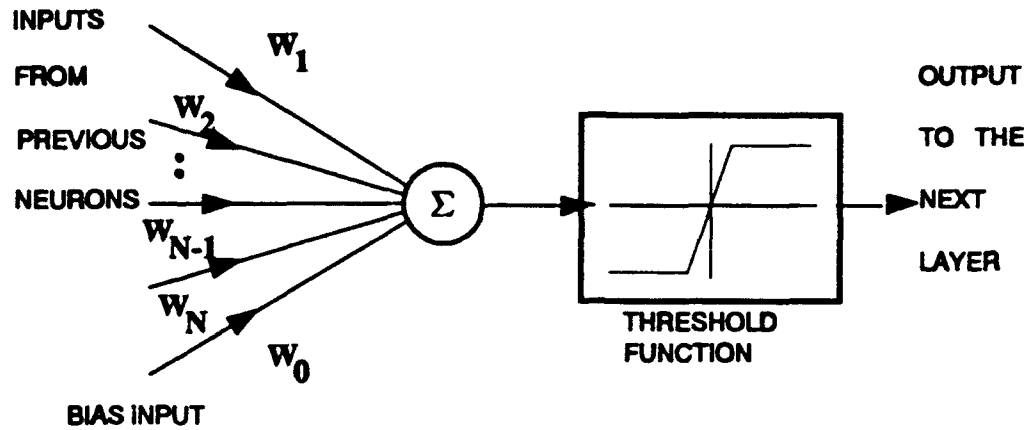 INPUTS
FROM
PREVIOUS
NEURONS
W1
W2
:
WN-1
WN
W0
BIAS INPUT
Σ
THRESHOLD
FUNCTION
OUTPUT
TO THE
NEXT
LAYER